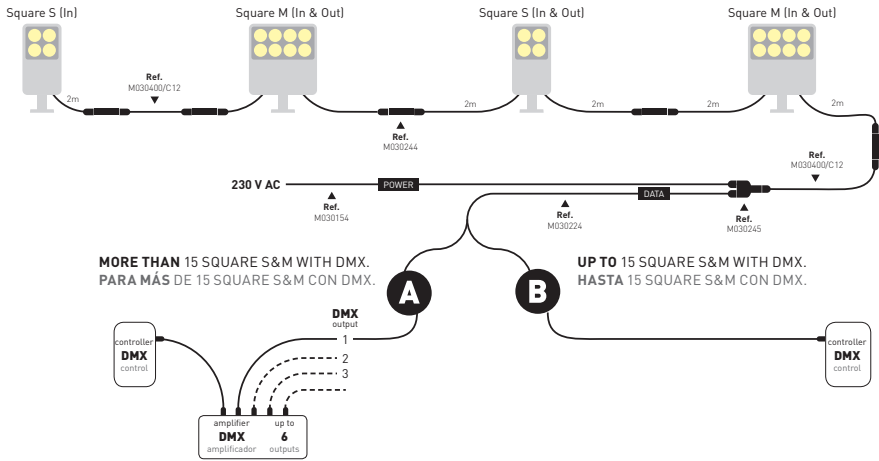 Square S (In)
Square M (In & Out)
Square S (In & Out)
Square M (In & Out)
2m
Ref.
M030400/C12
2m
2m
2m
2m
Ref.
M030244
Ref.
M030400/C12
230 V AC
POWER
DATA
Ref.
M030154
Ref.
M030224
Ref.
M030245
MORE THAN 15 SQUARE S&M WITH DMX.
PARA MÁS DE 15 SQUARE S&M CON DMX.
UP TO 15 SQUARE S&M WITH DMX.
HASTA 15 SQUARE S&M CON DMX.
A
B
DMX
output
1
2
3
controller
DMX
control
controller
DMX
control
amplifier
DMX
amplificador
up to
6
outputs